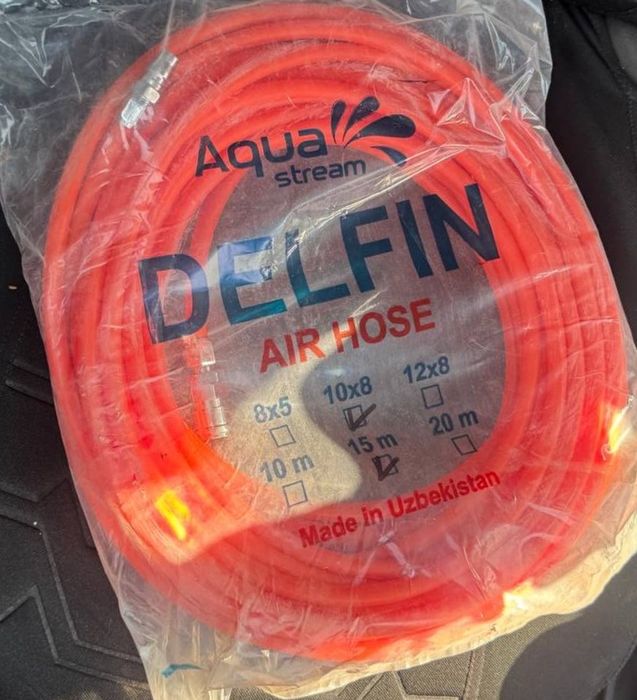 Aqua
stream
DELFIN
AIR HOSE
8x5 10x8 12x8
10 m 15 m 20 m
Made in Uzbekistan